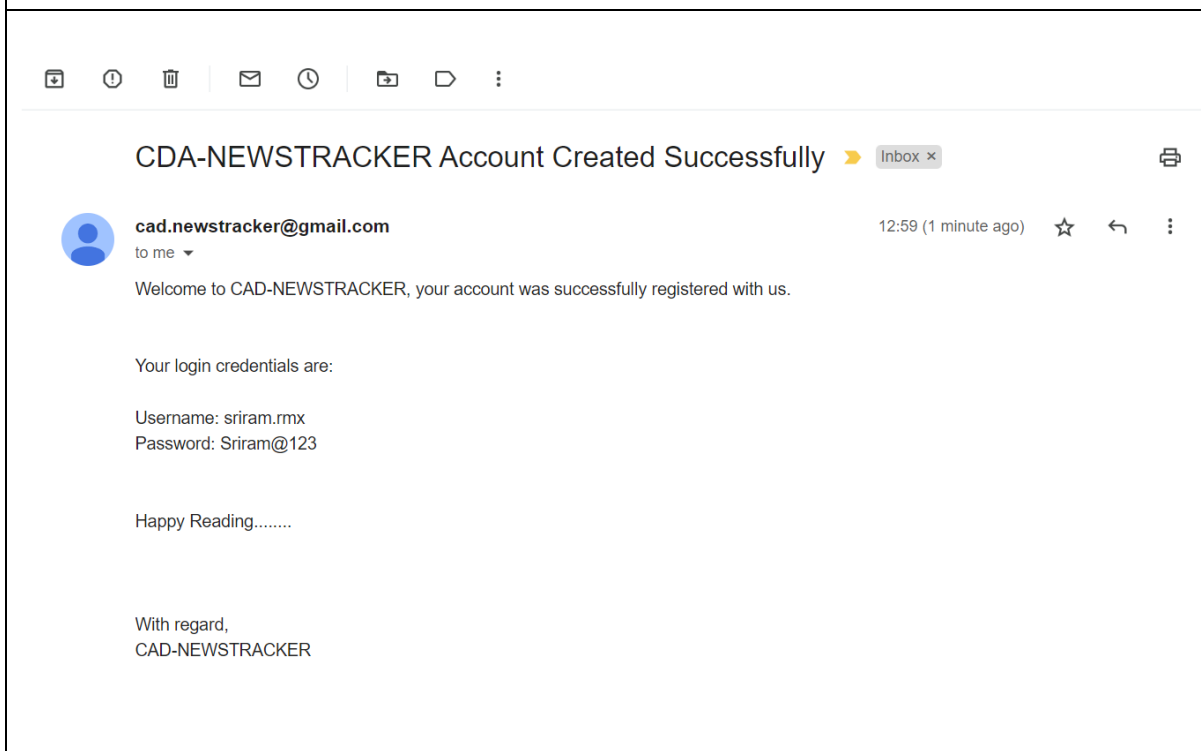 CDA-NEWSTRACKER Account Created Successfully Inbox ×
cad.newstracker@gmail.com 12:59 (1 minute ago)
to me
Welcome to CAD-NEWSTRACKER, your account was successfully registered with us.
Your login credentials are:
Username: sriram.rmx
Password: Sriram@123
Happy Reading........
With regard,
CAD-NEWSTRACKER